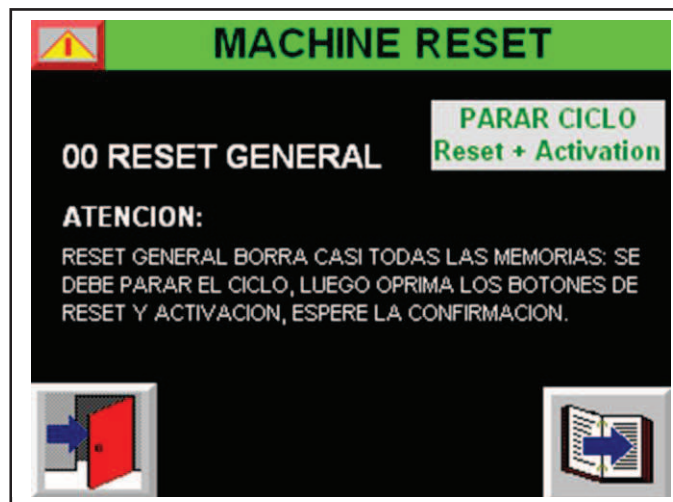 MACHINE RESET
PARAR CICLO
Reset + Activation
00 RESET GENERAL
ATENCION:
RESET GENERAL BORRA CASI TODAS LAS MEMORIAS: SE
DEBE PARAR EL CICLO, LUEGO OPRIMA LOS BOTONES DE
RESET Y ACTIVACION, ESPERE LA CONFIRMACION.